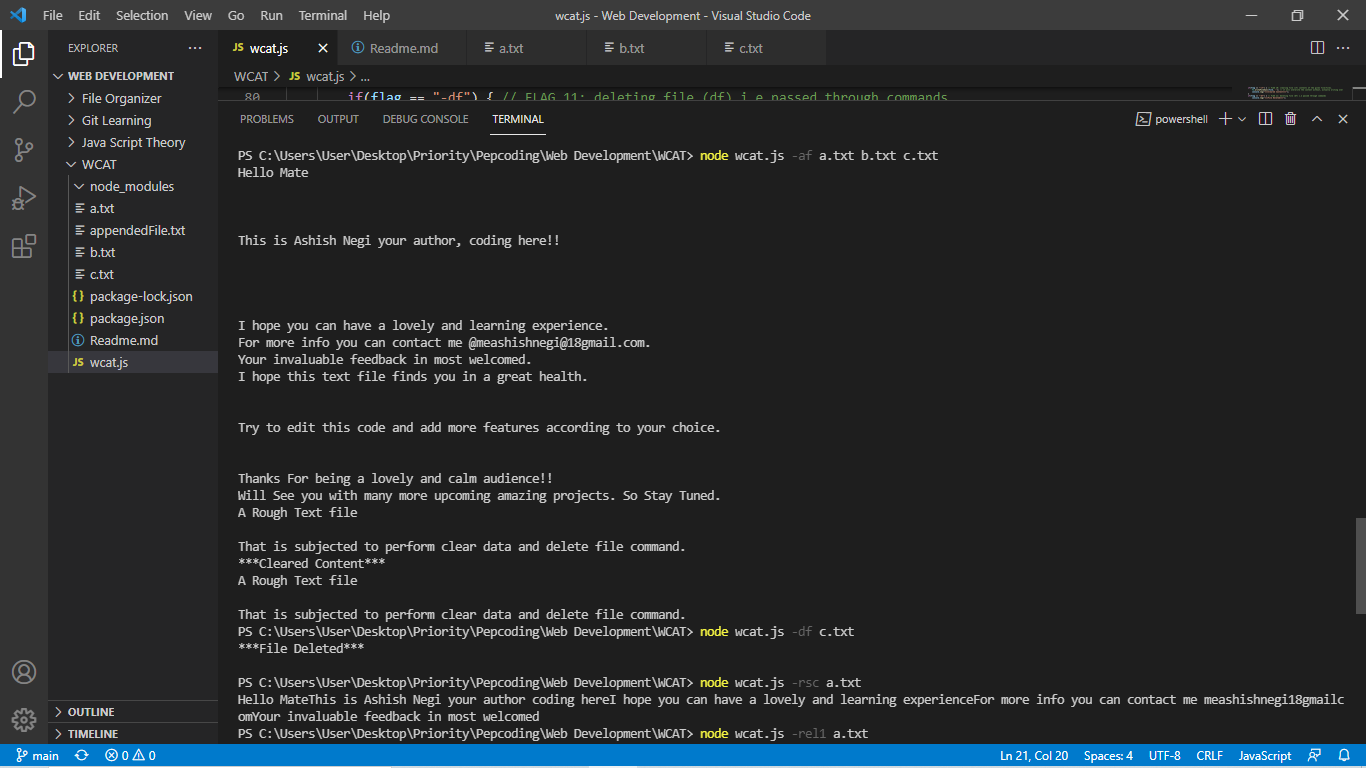 File Edit Selection View Go Run Terminal Help
wcat.js - Web Development - Visual Studio Code
EXPLORER
WEB DEVELOPMENT
File Organizer
Git Learning
Java Script Theory
WCAT
node_modules
a.txt
appendedFile.txt
b.txt
c.txt
{} package-lock.json
{} package.json
Readme.md
JS wcat.js
OUTLINE
TIMELINE
JS wcat.js
Readme.md
a.txt
b.txt
c.txt
WCAT > JS wcat.js > ...
80 if(flag == "-df") { // FLAG 11: deleting file (df) i.e passed through commands
PROBLEMS OUTPUT DEBUG CONSOLE TERMINAL
powershell
PS C:\Users\User\Desktop\Priority\Pepcoding\Web Development\WCAT> node wcat.js -af a.txt b.txt c.txt
Hello Mate
This is Ashish Negi your author, coding here!!
I hope you can have a lovely and learning experience.
For more info you can contact me @meashishnegi@18gmail.com.
Your invaluable feedback in most welcomed.
I hope this text file finds you in a great health.
Try to edit this code and add more features according to your choice.
Thanks For being a lovely and calm audience!!
Will See you with many more upcoming amazing projects. So Stay Tuned.
A Rough Text file
That is subjected to perform clear data and delete file command.
***Cleared Content***
A Rough Text file
That is subjected to perform clear data and delete file command.
PS C:\Users\User\Desktop\Priority\Pepcoding\Web Development\WCAT> node wcat.js -df c.txt
***File Deleted***
PS C:\Users\User\Desktop\Priority\Pepcoding\Web Development\WCAT> node wcat.js -rsc a.txt
Hello MateThis is Ashish Negi your author coding hereI hope you can have a lovely and learning experienceFor more info you can contact me meashishnegi18gmailc
omYour invaluable feedback in most welcomed
PS C:\Users\User\Desktop\Priority\Pepcoding\Web Development\WCAT> node wcat.js -rel1 a.txt
main 0 0
Ln 21, Col 20 Spaces: 4 UTF-8 CRLF JavaScript